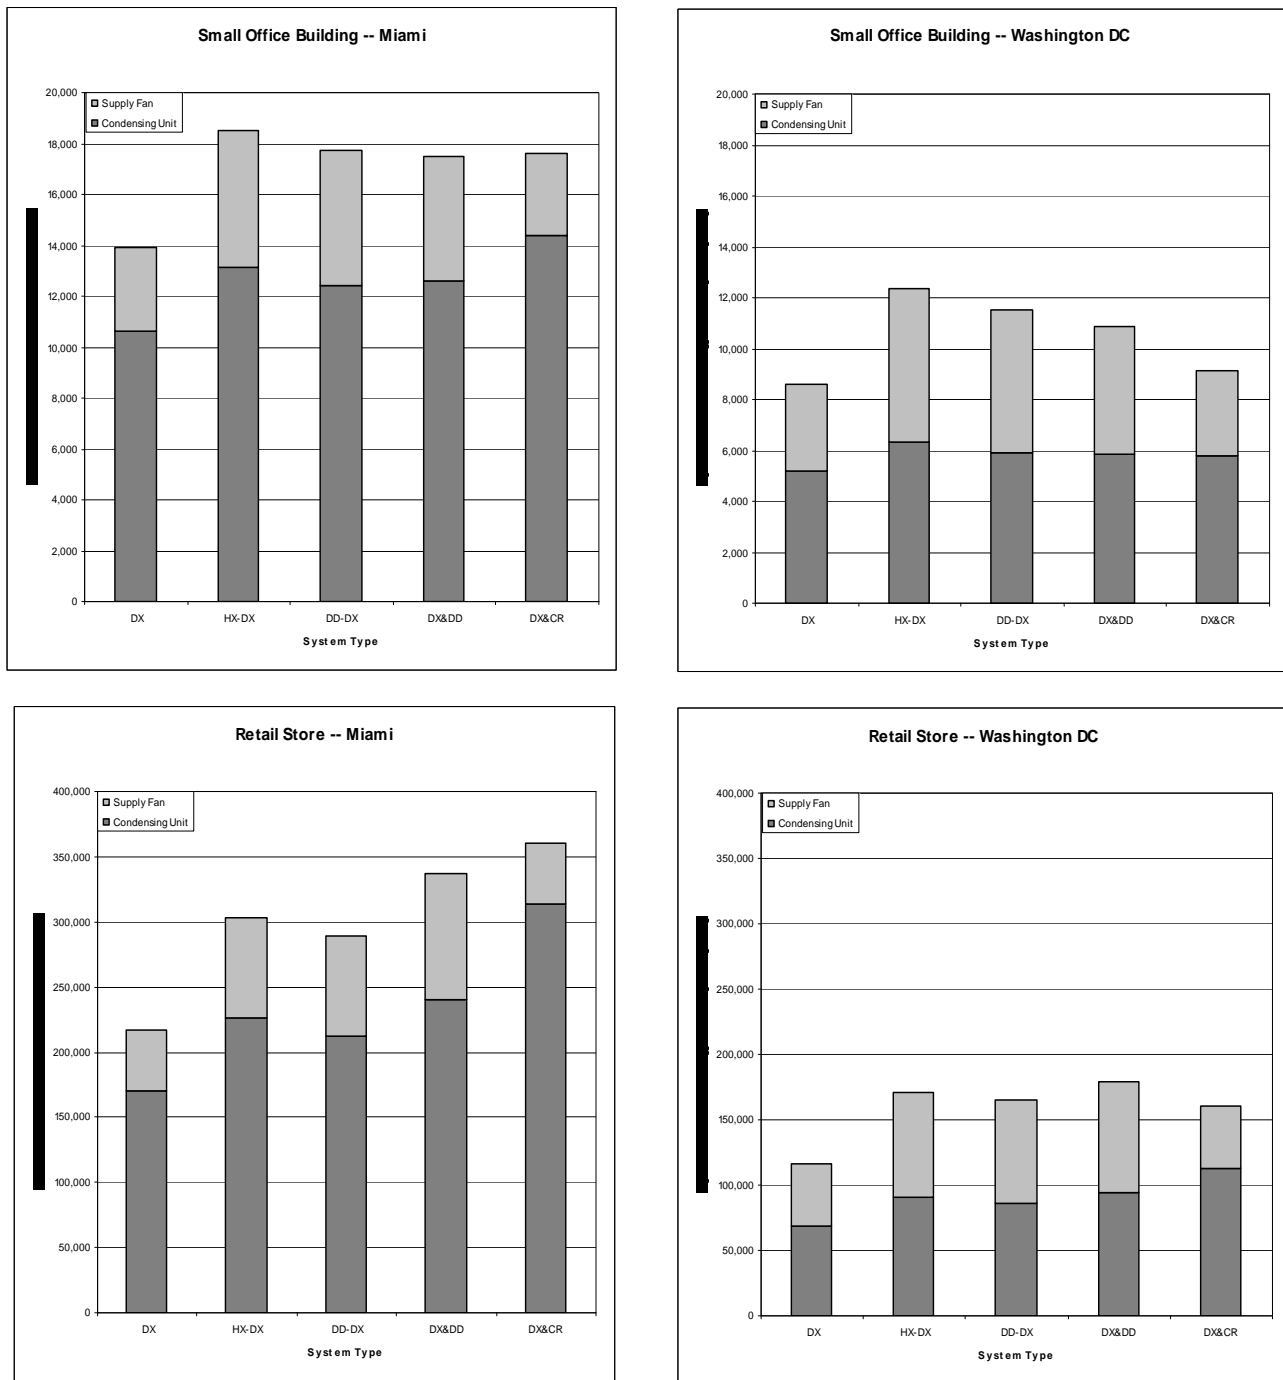 Small Office Building -- Miami
20,000
18,000
16,000
14,000
12,000
10,000
8,000
6,000
4,000
2,000
0
Supply Fan
Condensing Unit
DX HX-DX DD-DX DX&DD DX&CR
System Type
Small Office Building -- Washington DC
20,000
18,000
16,000
14,000
12,000
10,000
8,000
6,000
4,000
2,000
0
Supply Fan
Condensing Unit
DX HX-DX DD-DX DX&DD DX&CR
System Type
Retail Store -- Miami
400,000
350,000
300,000
250,000
200,000
150,000
100,000
50,000
0
Supply Fan
Condensing Unit
DX HX-DX DD-DX DX&DD DX&CR
System Type
Retail Store -- Washington DC
400,000
350,000
300,000
250,000
200,000
150,000
100,000
50,000
0
Supply Fan
Condensing Unit
DX HX-DX DD-DX DX&DD DX&CR
System Type